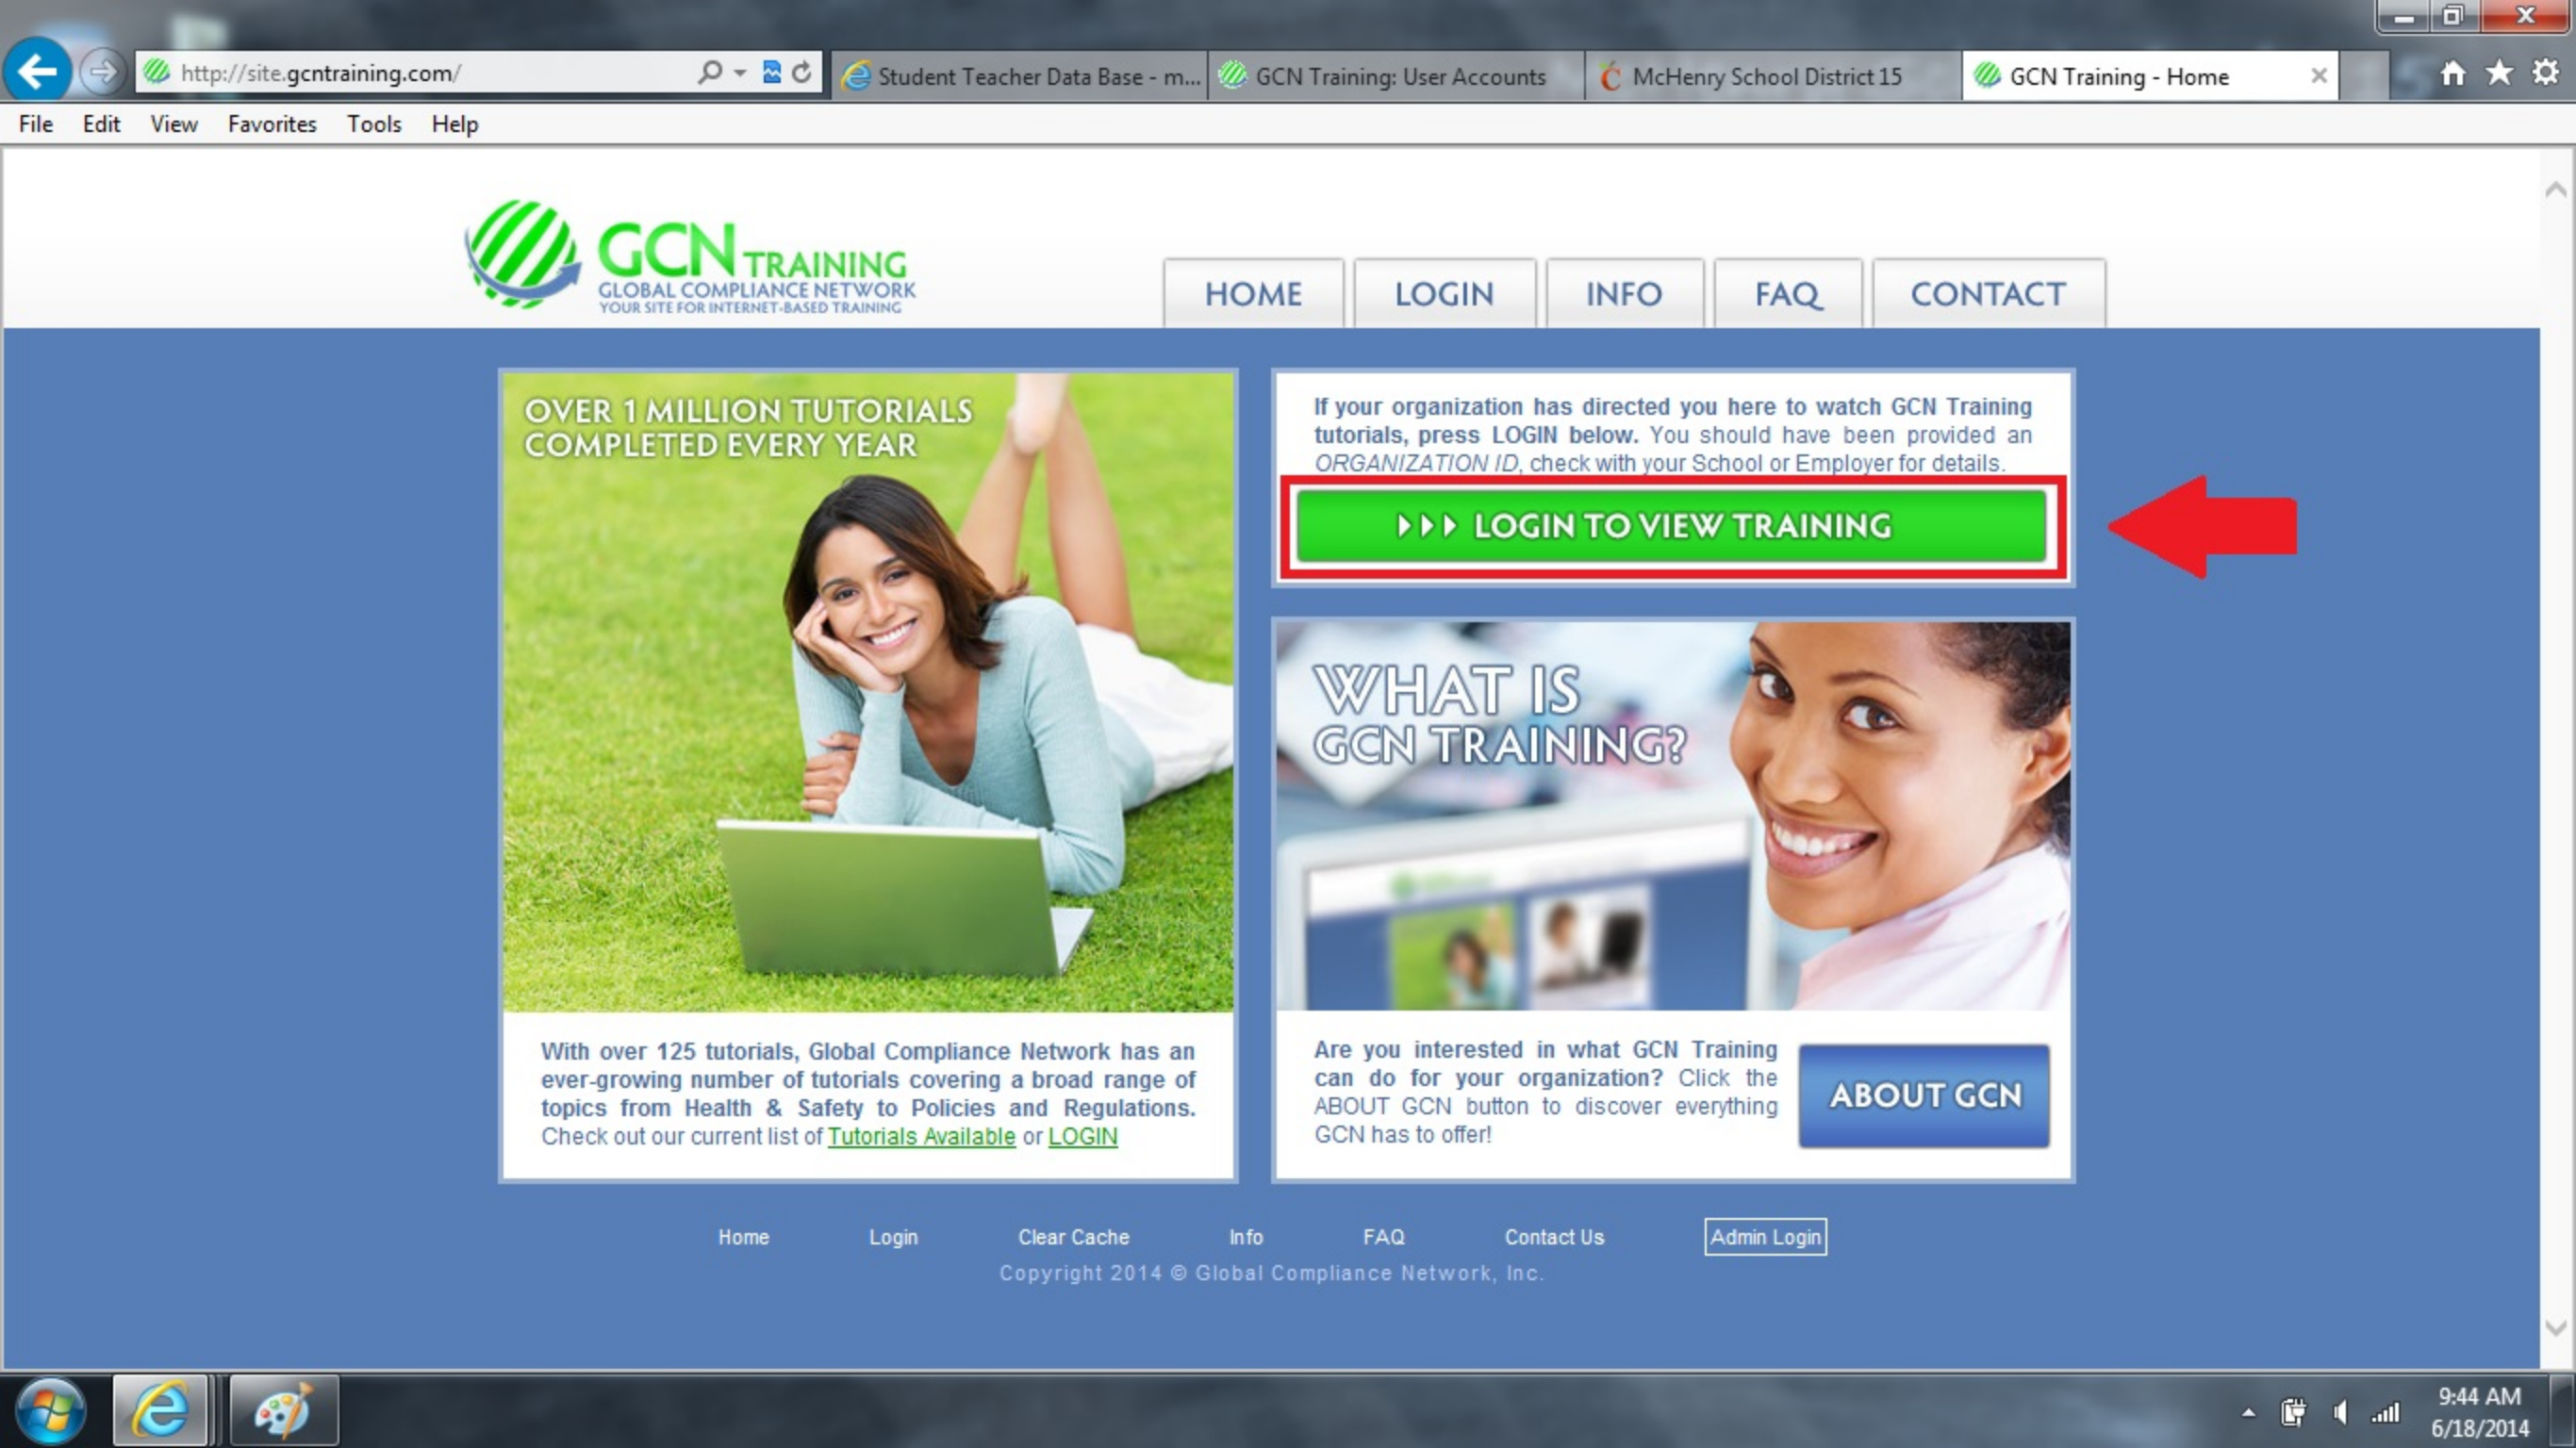 http://site.gcntraining.com/
Student Teacher Data Base - m...
GCN Training: User Accounts
McHenry School District 15
GCN Training - Home
File Edit View Favorites Tools Help
GCN TRAINING
GLOBAL COMPLIANCE NETWORK
YOUR SITE FOR INTERNET-BASED TRAINING
HOME
LOGIN
INFO
FAQ
CONTACT
OVER 1 MILLION TUTORIALS
COMPLETED EVERY YEAR
With over 125 tutorials, Global Compliance Network has an
ever-growing number of tutorials covering a broad range of
topics from Health & Safety to Policies and Regulations.
Check out our current list of Tutorials Available or LOGIN
If your organization has directed you here to watch GCN Training
tutorials, press LOGIN below. You should have been provided an
ORGANIZATION ID, check with your School or Employer for details.
LOGIN TO VIEW TRAINING
WHAT IS
GCN TRAINING?
Are you interested in what GCN Training
can do for your organization? Click the
ABOUT GCN button to discover everything
GCN has to offer!
ABOUT GCN
Home Login Clear Cache Info FAQ Contact Us Admin Login
Copyright 2014 © Global Compliance Network, Inc.
9:44 AM
6/18/2014